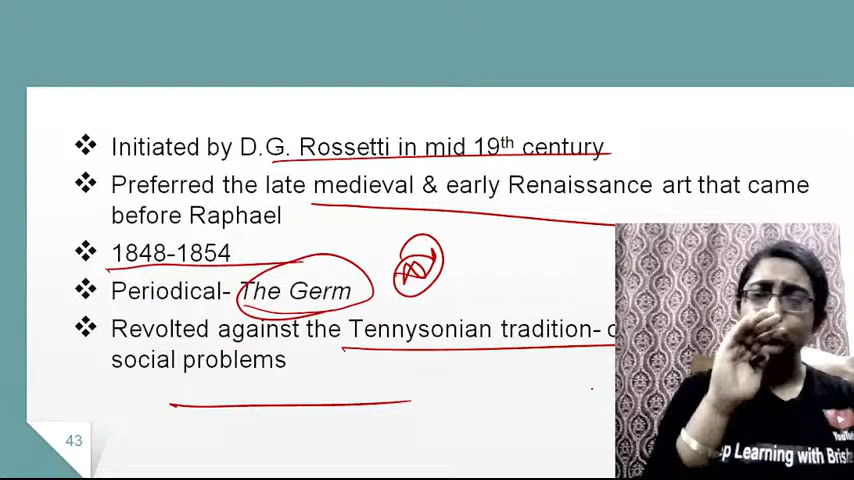 Initiated by D.G. Rossetti in mid 19th century
Preferred the late medieval & early Renaissance art that came
before Raphael
1848-1854
Periodical- The Germ
Revolted against the Tennysonian tradition-
social problems
43
YouTube
Learning with